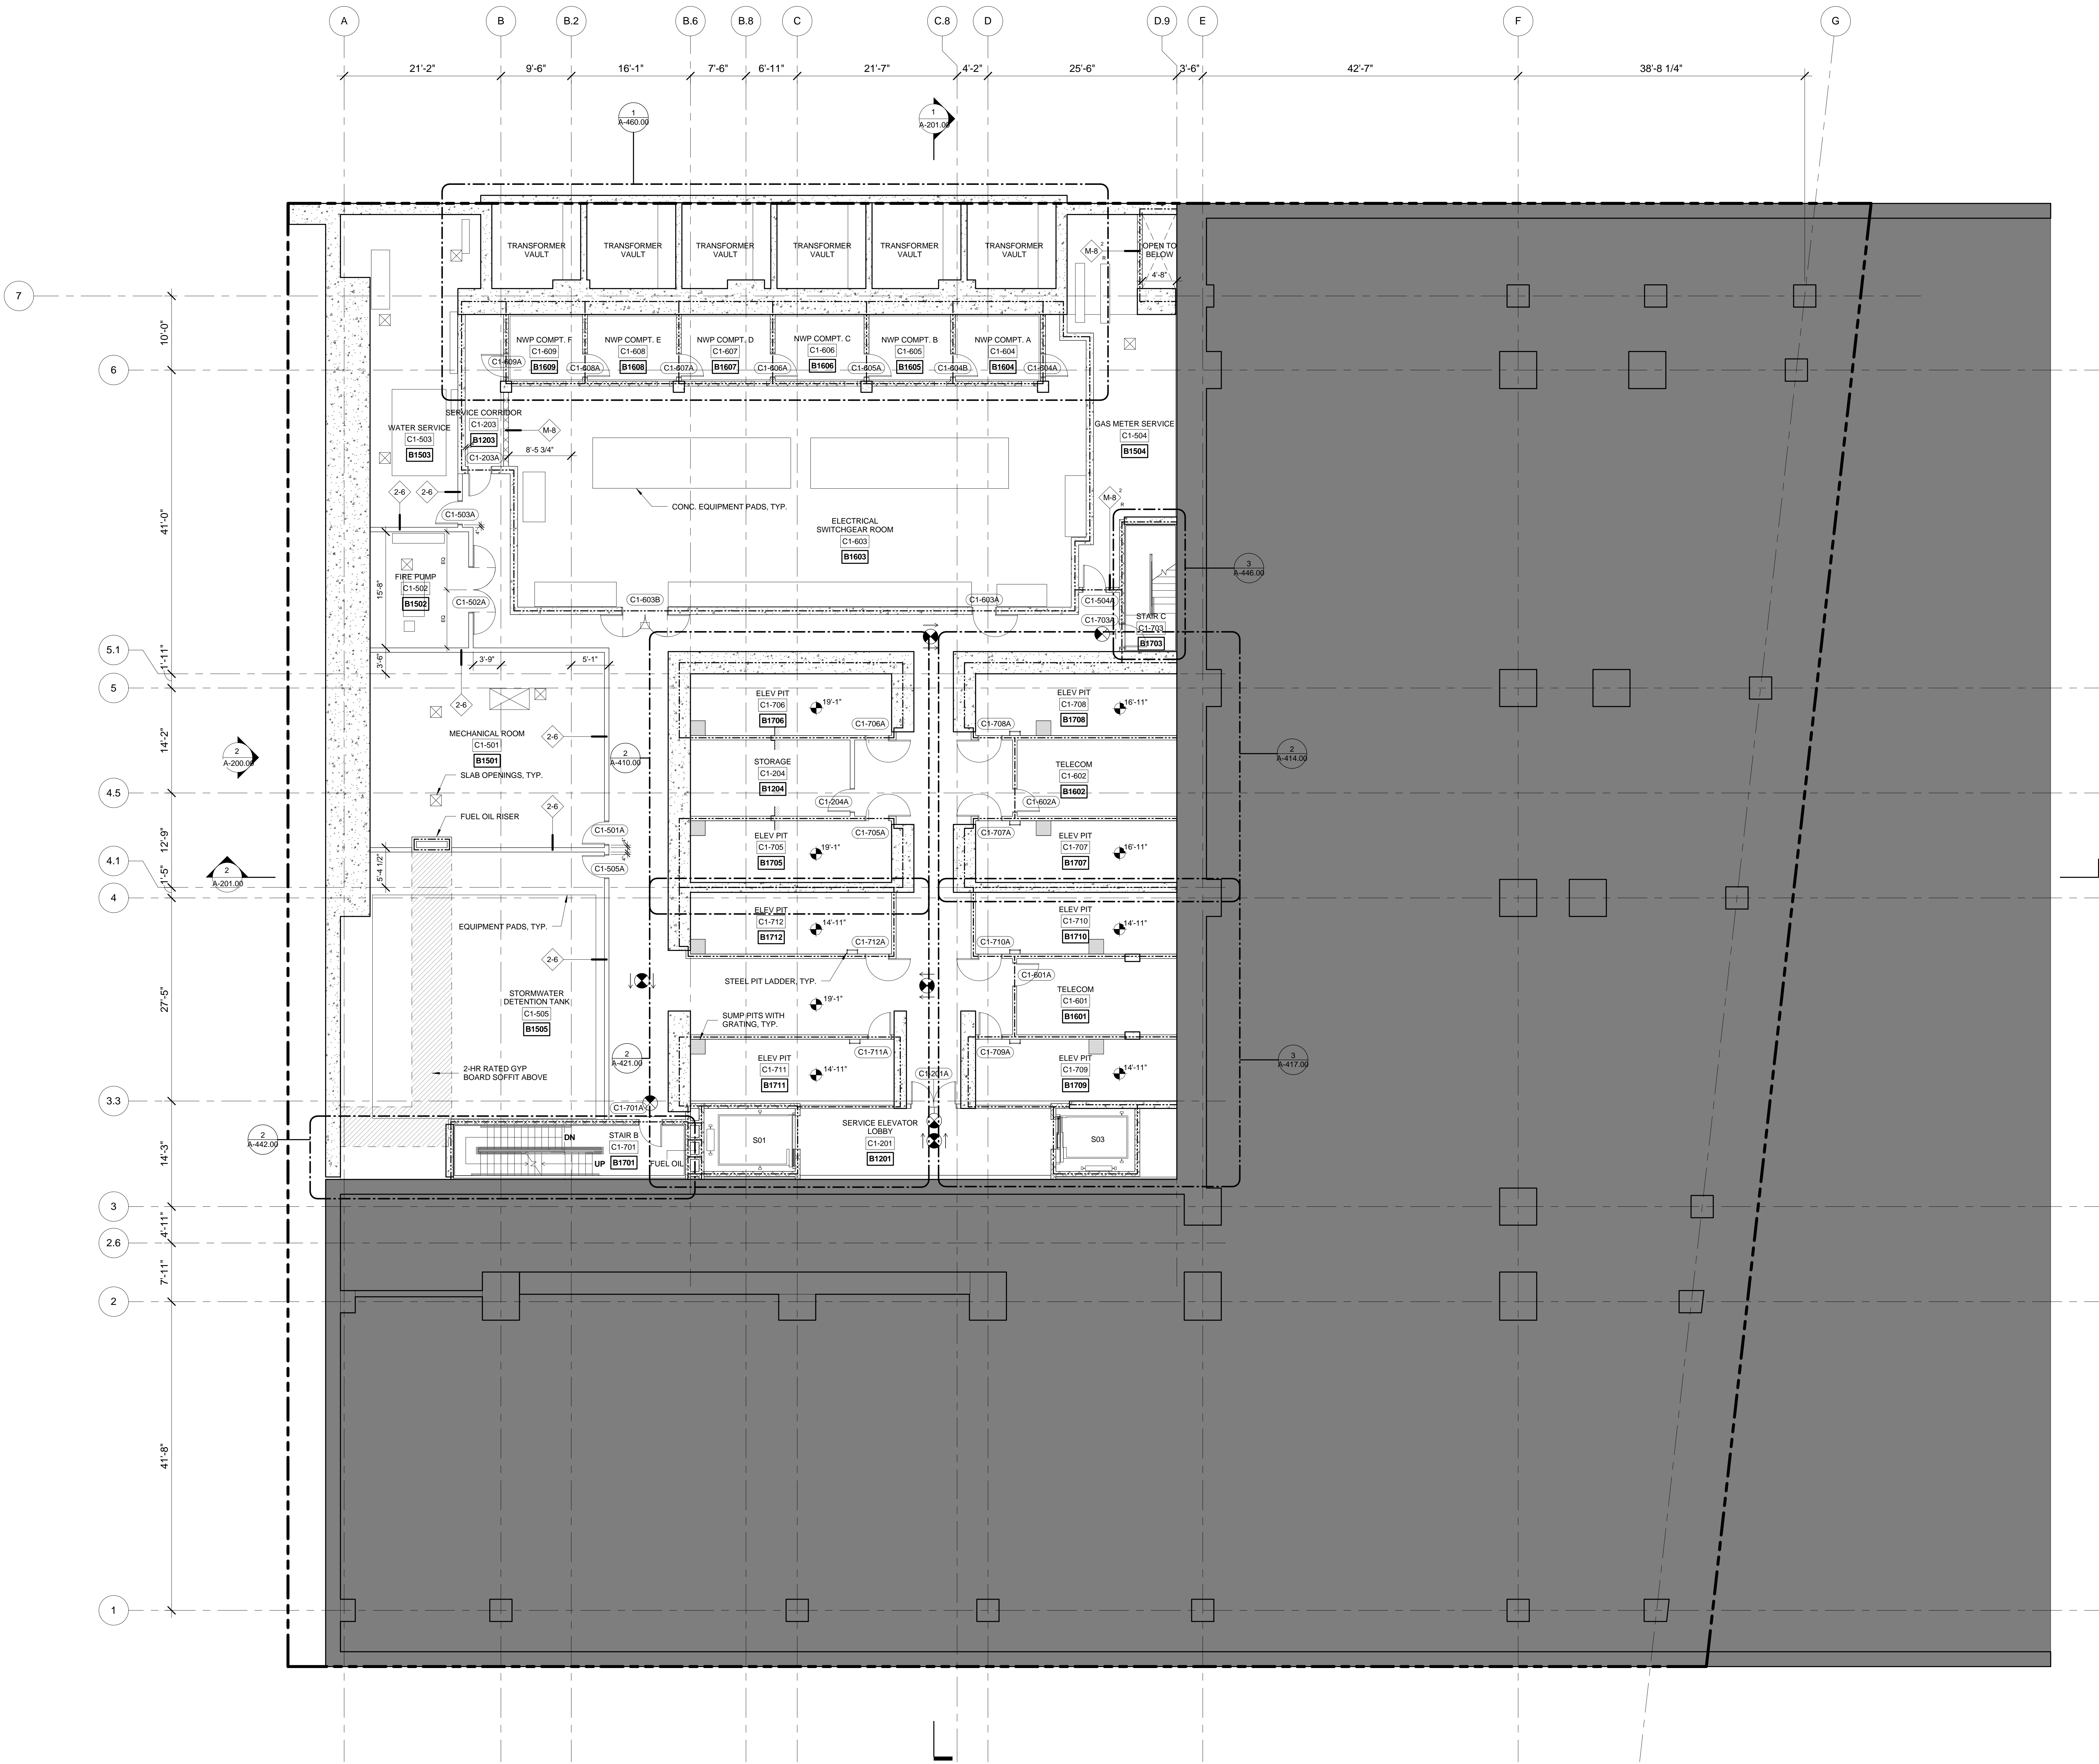 A
B
B.2
B.6
B.8
C
C.8
D
D.9
E
F
G
21'-2"
9'-6"
16'-1"
7'-6"
6'-11"
21'-7"
4'-2"
25'-6"
3'-6"
42'-7"
38'-8 1/4"
1
A-460.00
1
A-201.00
TRANSFORMER
VAULT
TRANSFORMER
VAULT
TRANSFORMER
VAULT
TRANSFORMER
VAULT
TRANSFORMER
VAULT
TRANSFORMER
VAULT
M-8
2
R
OPEN TO
BELOW
4'-8"
7
10'-0"
NWP COMPT. F
C1-609
B1609
C1-609A
NWP COMPT. E
C1-608
B1608
C1-608A
NWP COMPT. D
C1-607
B1607
C1-607A
NWP COMPT. C
C1-606
B1606
C1-606A
NWP COMPT. B
C1-605
B1605
C1-605A
NWP COMPT. A
C1-604
B1604
C1-604B
C1-604A
6
SERVICE CORRIDOR
C1-203
B1203
C1-203A
WATER SERVICE
C1-503
B1503
M-8
8'-5 3/4"
GAS METER SERVICE
C1-504
B1504
2-6
2-6
C1-503A
4"
CONC. EQUIPMENT PADS, TYP.
M-8
2
R
41'-0"
ELECTRICAL
SWITCHGEAR ROOM
C1-603
B1603
15'-8"
EQ
EQ
FIRE PUMP
C1-502
B1502
C1-502A
C1-603B
C1-603A
C1-504A
C1-703A
STAIR C
C1-703
B1703
3
A-446.00
5.1
1'-11"
3'-6"
3'-9"
5'-1"
5
2-6
ELEV PIT
C1-706
B1706
19'-1"
C1-706A
ELEV PIT
C1-708
B1708
16'-11"
C1-708A
14'-2"
MECHANICAL ROOM
C1-501
B1501
2-6
2
A-200.00
2
A-410.00
2
A-414.00
SLAB OPENINGS, TYP.
STORAGE
C1-204
B1204
C1-204A
TELECOM
C1-602
B1602
C1-602A
4.5
2-6
FUEL OIL RISER
12'-9"
C1-501A
4"
4"
C1-505A
ELEV PIT
C1-705
B1705
19'-1"
C1-705A
ELEV PIT
C1-707
B1707
16'-11"
C1-707A
4.1
1'-5"
5'-4 1/2"
2
A-201.00
4
EQUIPMENT PADS, TYP.
2-6
ELEV PIT
C1-712
B1712
14'-11"
C1-712A
ELEV PIT
C1-710
B1710
14'-11"
C1-710A
STEEL PIT LADDER, TYP.
C1-601A
27'-5"
STORMWATER
DETENTION TANK
C1-505
B1505
19'-1"
TELECOM
C1-601
B1601
SUMP PITS WITH
GRATING, TYP.
2
A-421.00
ELEV PIT
C1-711
B1711
14'-11"
C1-711A
C1-709A
ELEV PIT
C1-709
B1709
14'-11"
3
A-417.00
2-HR RATED GYP
BOARD SOFFIT ABOVE
C1-201A
3.3
C1-701A
2
A-442.00
14'-3"
DN
UP
STAIR B
C1-701
B1701
FUEL OIL
S01
SERVICE ELEVATOR
LOBBY
C1-201
B1201
S03
3
4'-11"
2.6
7'-11"
2
41'-8"
1